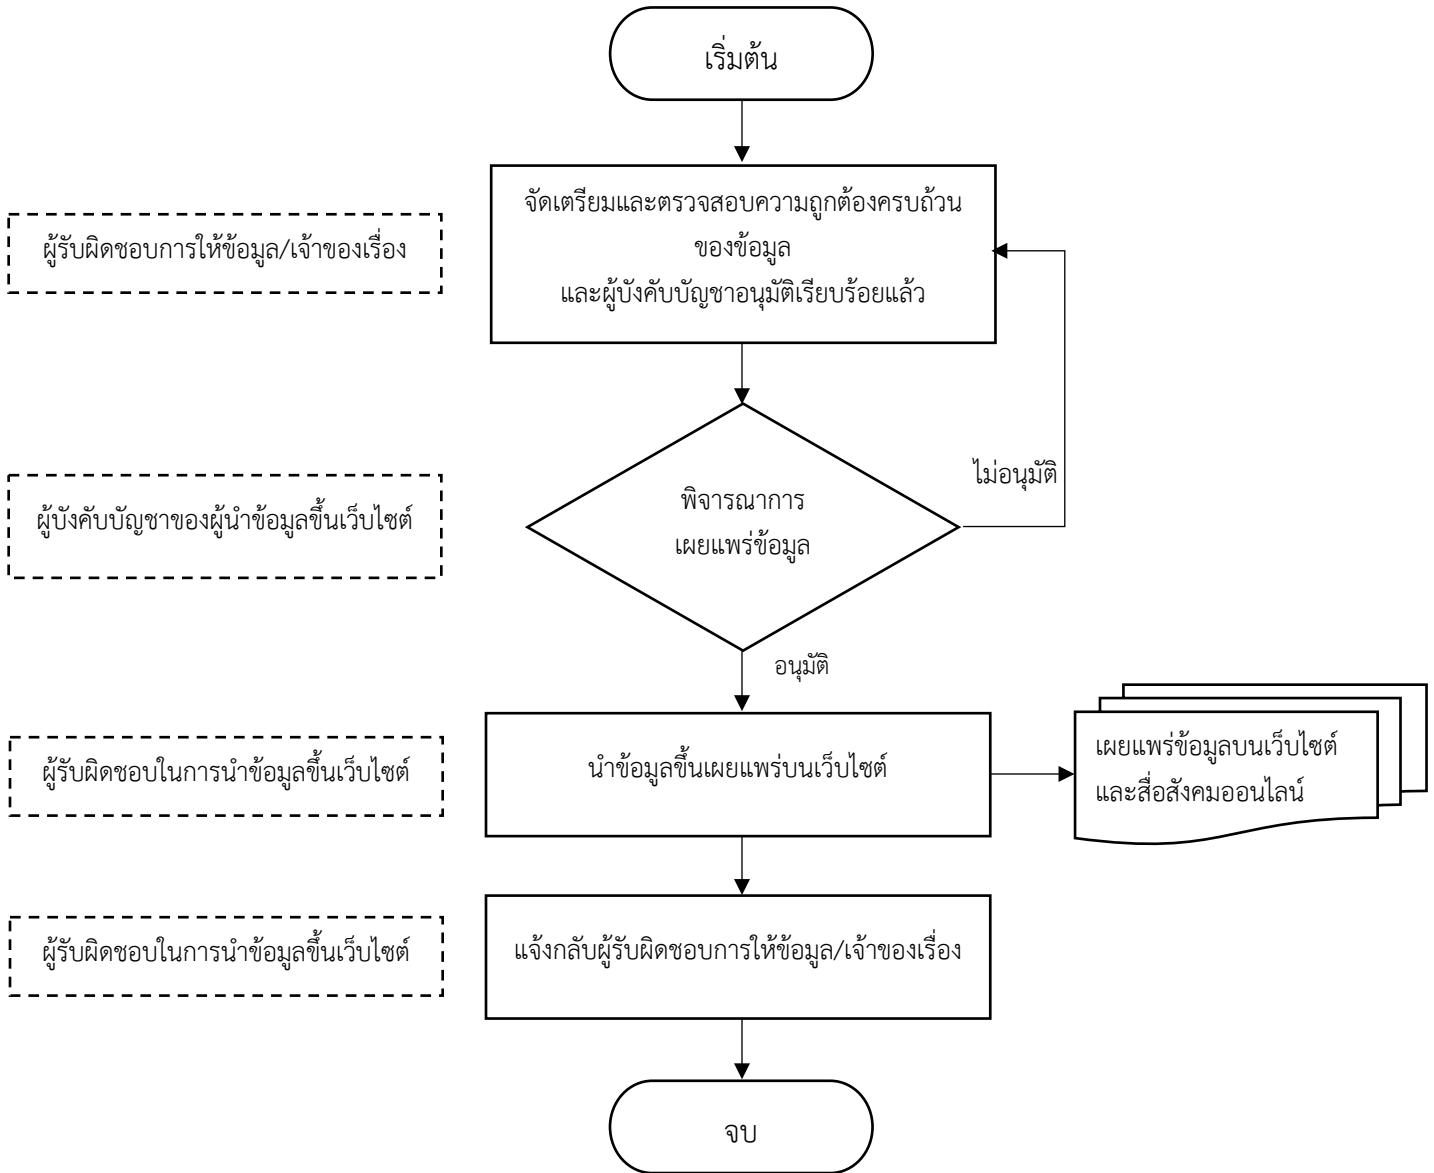 เริ่มต้น
จัดเตรียมและตรวจสอบความถูกต้องครบถ้วน
ของข้อมูล
และผู้บังคับบัญชาอนุมัติเรียบร้อยแล้ว
ผู้รับผิดชอบการให้ข้อมูล/เจ้าของเรื่อง
พิจารณาการ
เผยแพร่ข้อมูล
ไม่อนุมัติ
ผู้บังคับบัญชาของผู้นำข้อมูลขึ้นเว็บไซต์
อนุมัติ
ผู้รับผิดชอบในการนำข้อมูลขึ้นเว็บไซต์
นำข้อมูลขึ้นเผยแพร่บนเว็บไซต์
เผยแพร่ข้อมูลบนเว็บไซต์
และสื่อสังคมออนไลน์
ผู้รับผิดชอบในการนำข้อมูลขึ้นเว็บไซต์
แจ้งกลับผู้รับผิดชอบการให้ข้อมูล/เจ้าของเรื่อง
จบ